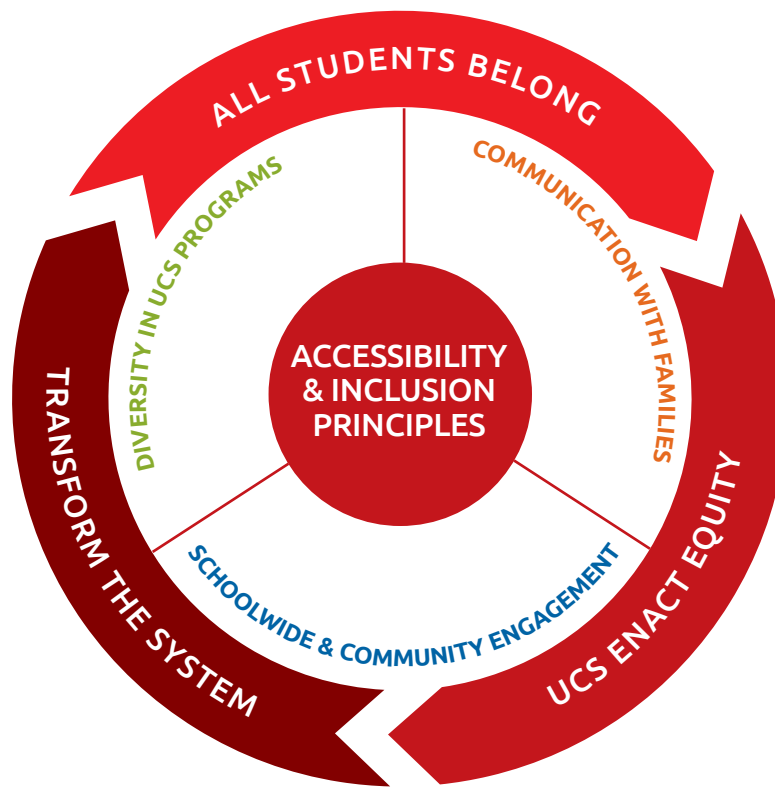 ALL STUDENTS BELONG
COMMUNICATION WITH FAMILIES
DIVERSITY IN UCS PROGRAMS
ACCESSIBILITY
& INCLUSION
PRINCIPLES
SCHOOLWIDE & COMMUNITY ENGAGEMENT
UCS ENACT EQUITY
TRANSFORM THE SYSTEM